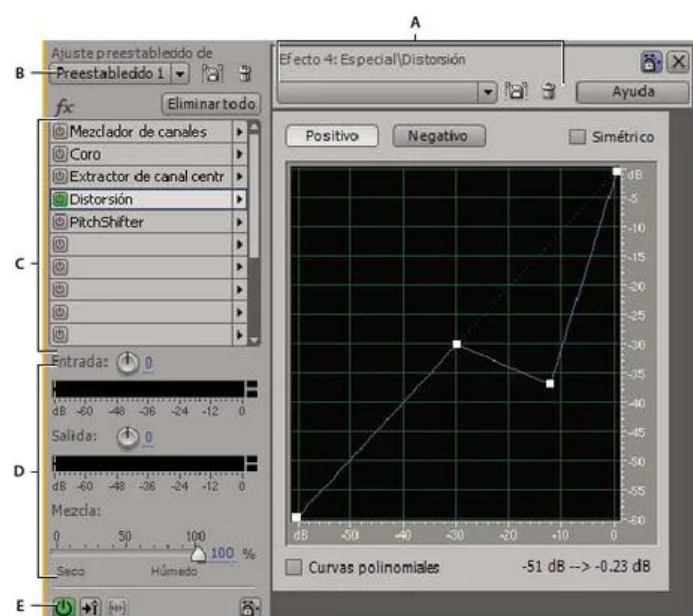 A
Ajuste preestablecido de
B
Preestablecido 1
fx
Eliminar todo
C
Mezclador de canales
Coro
Extractor de canal centr
Distorsión
PitchShifter
D
Entrada: 0
dB -60 -48 -36 -24 -12 0
Salida: 0
dB -60 -48 -36 -24 -12 0
Mezcla:
0 50 100
100 %
Seco Húmedo
E
Efecto 4: Especial\Distorsión
Ayuda
Positivo Negativo Simétrico
dB
-5
-10
-15
-20
-25
-30
-35
-40
-45
-50
-55
-60
dB -50 -40 -30 -20 -10 0
Curvas polinomiales -51 dB --> -0.23 dB